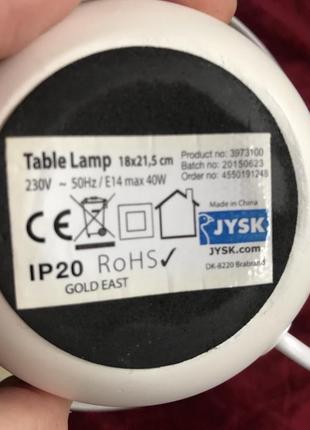 Table Lamp 18x21,5 cm
230V ~ 50Hz / E14 max 40W
Product no: 3973100
Batch no: 20150623
Order no: 4550191248
Made in China
CE
JYSK
JYSK.com
DK-8220 Brabrand
IP20 RoHS✓
GOLD EAST